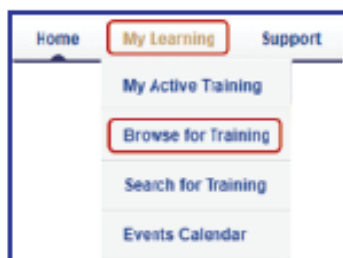 Home My Learning Support
My Active Training
Browse for Training
Search for Training
Events Calendar